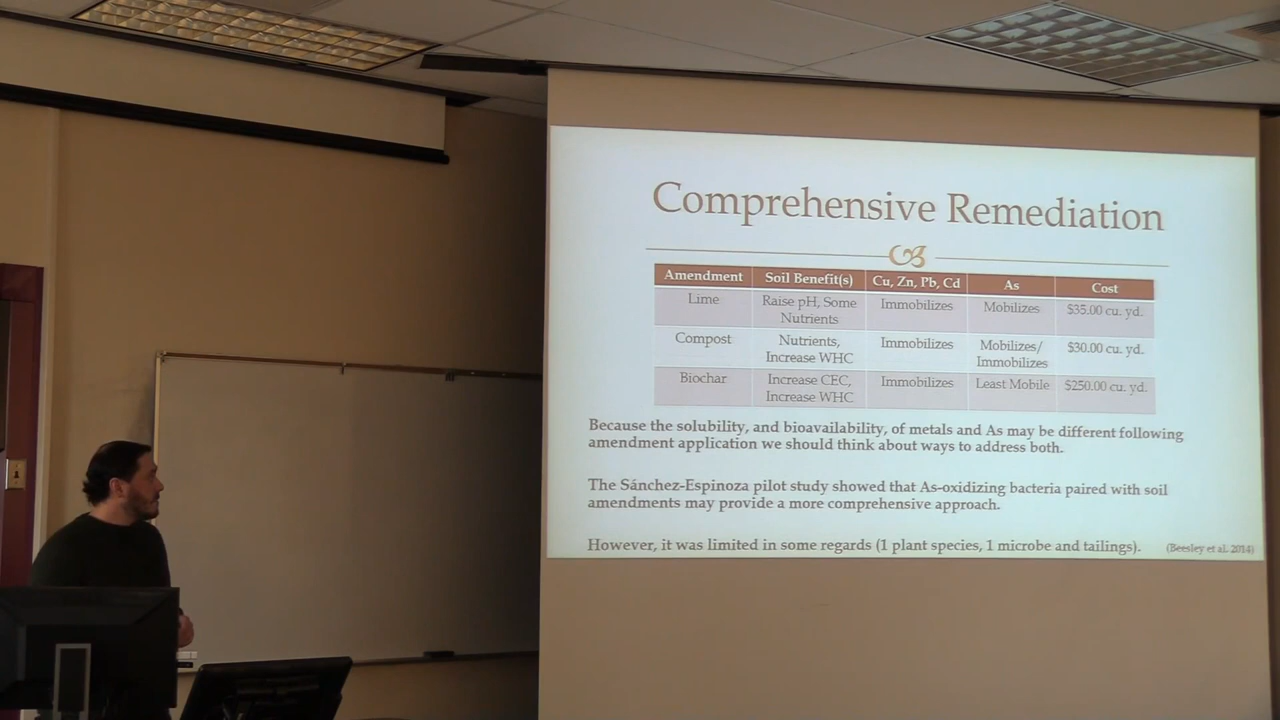 Comprehensive Remediation
Amendment Soil Benefit(s) Cu, Zn, Pb, Cd As Cost
Lime Raise pH, Some Nutrients Immobilizes Mobilizes $35.00 cu. yd.
Compost Nutrients, Increase WHC Immobilizes Mobilizes/ Immobilizes $30.00 cu. yd.
Biochar Increase CEC, Increase WHC Immobilizes Least Mobile $250.00 cu. yd.
Because the solubility, and bioavailability, of metals and As may be different following
amendment application we should think about ways to address both.
The Sánchez-Espinoza pilot study showed that As-oxidizing bacteria paired with soil
amendments may provide a more comprehensive approach.
However, it was limited in some regards (1 plant species, 1 microbe and tailings).
(Beesley et al. 2014)